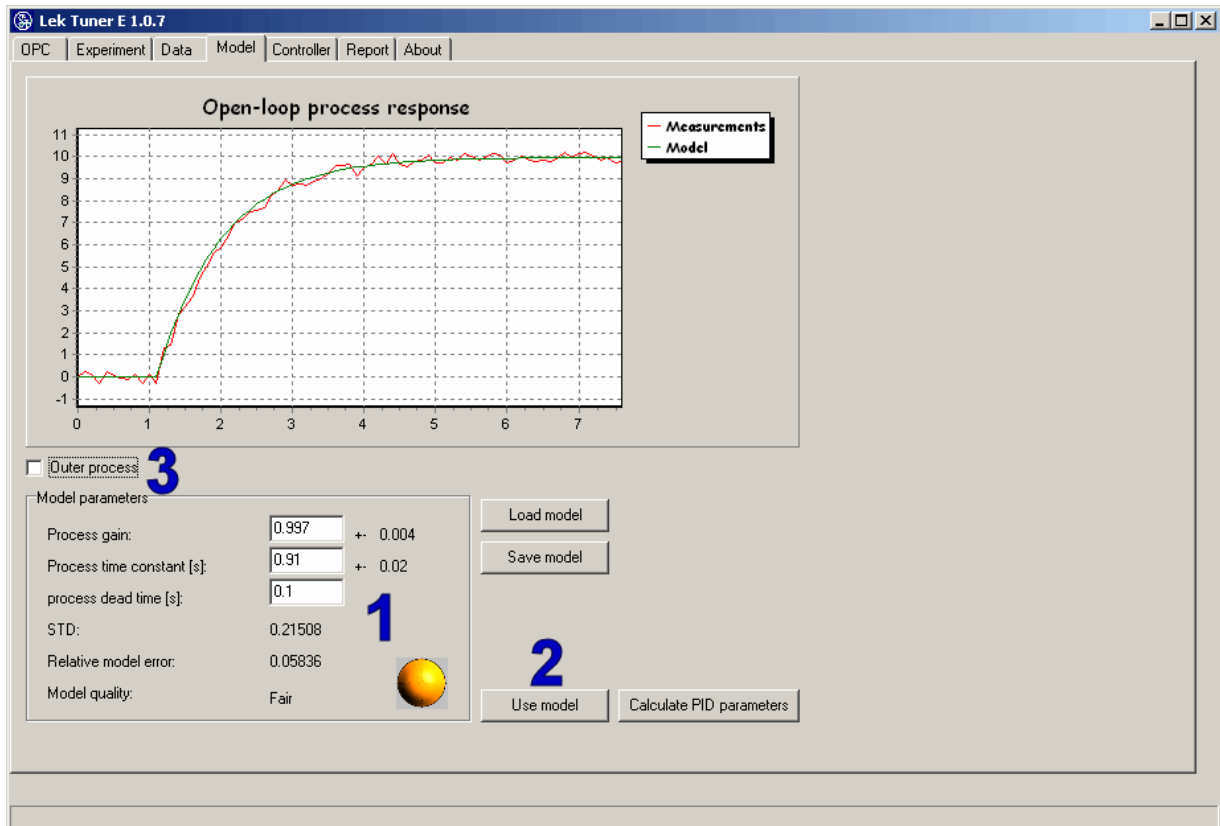 Lek Tuner E 1.0.7
OPC Experiment Data Model Controller Report About
Open-loop process response
Measurements
Model
11
10
9
8
7
6
5
4
3
2
1
0
-1
0 1 2 3 4 5 6 7
Outer process 3
Model parameters
Process gain: 0.997 +- 0.004
Process time constant [s]: 0.91 +- 0.02
process dead time [s]: 0.1
1
STD: 0.21508
Relative model error: 0.05836
Model quality: Fair
Load model
Save model
2
Use model Calculate PID parameters